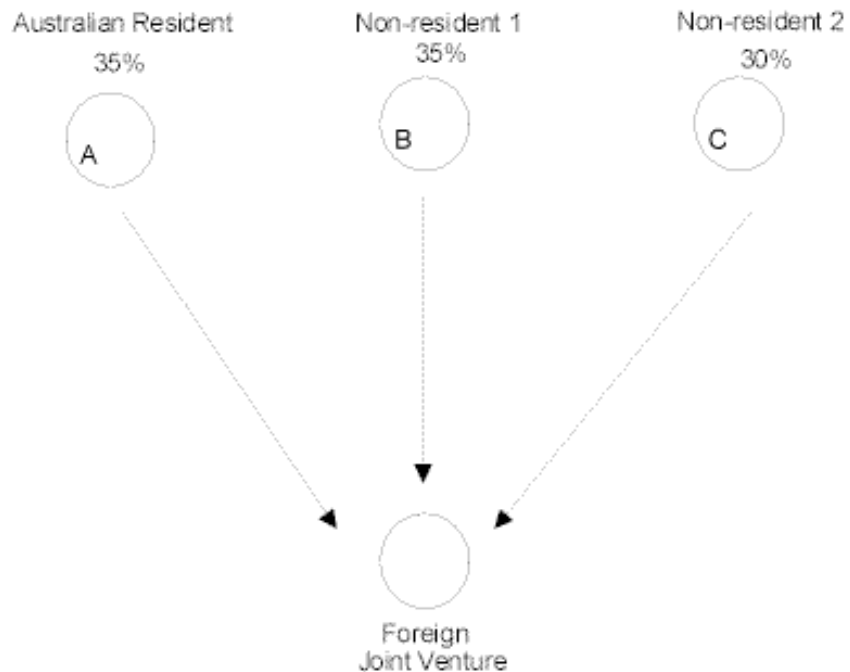 Australian Resident
35%
Non-resident 1
35%
Non-resident 2
30%
A
B
C
Foreign
Joint Venture